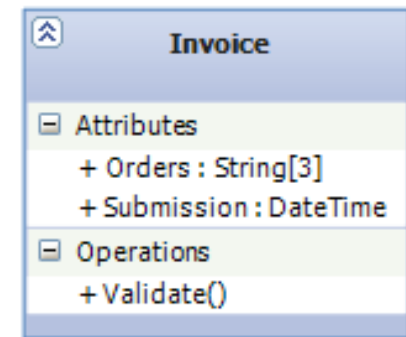 Invoice
Attributes
+ Orders : String[3]
+ Submission : DateTime
Operations
+ Validate()